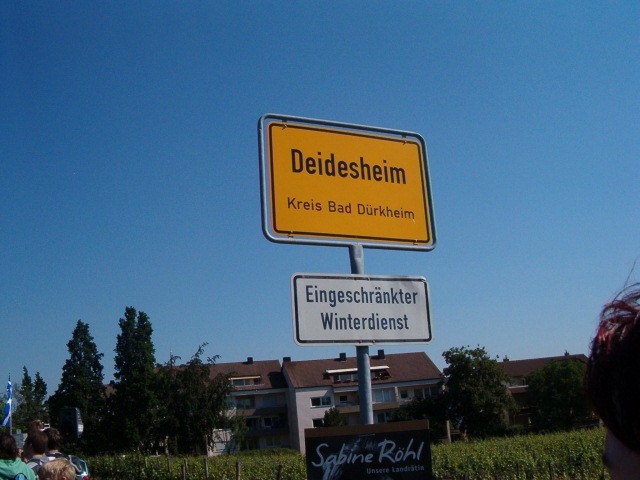 Deidesheim
Kreis Bad Dürkheim
Eingeschränkter
Winterdienst
Sabine Röhl
Unsere Landrätin